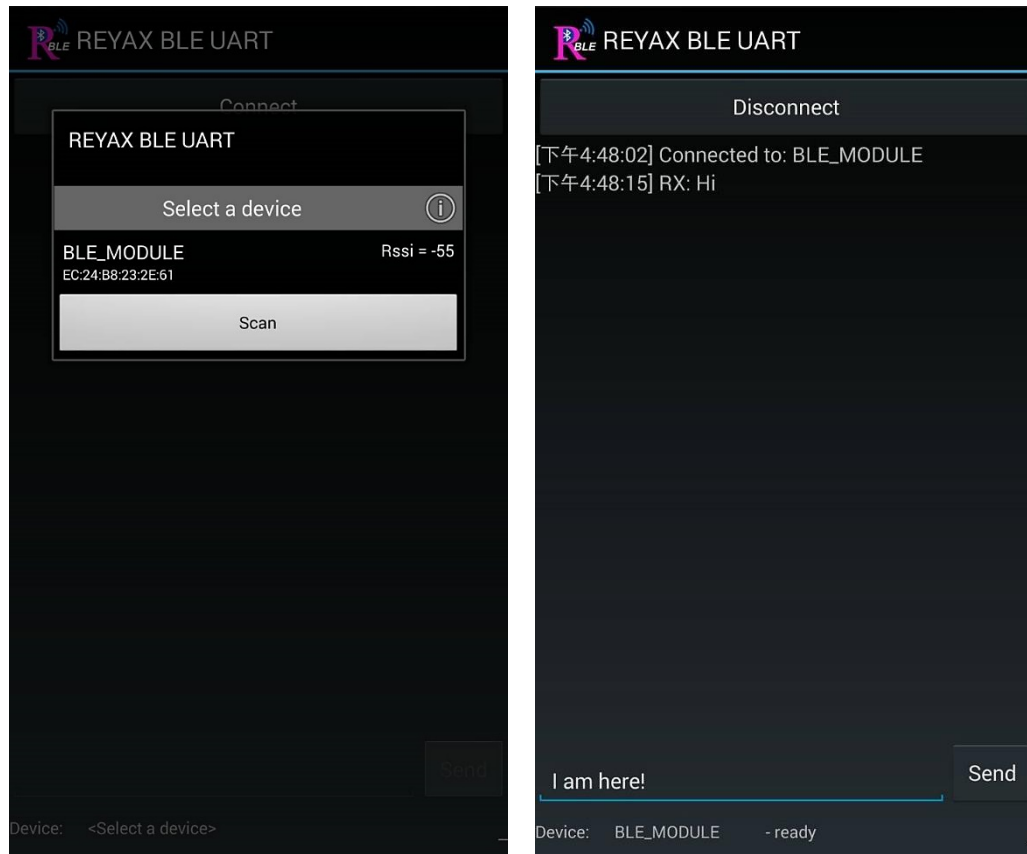 RBLE REYAX BLE UART
Connect
REYAX BLE UART
Select a device
BLE_MODULE Rssi = -55
EC:24:B8:23:2E:61
Scan
Send
Device: <Select a device>
RBLE REYAX BLE UART
Disconnect
[下午4:48:02] Connected to: BLE_MODULE
[下午4:48:15] RX: Hi
I am here! Send
Device: BLE_MODULE - ready